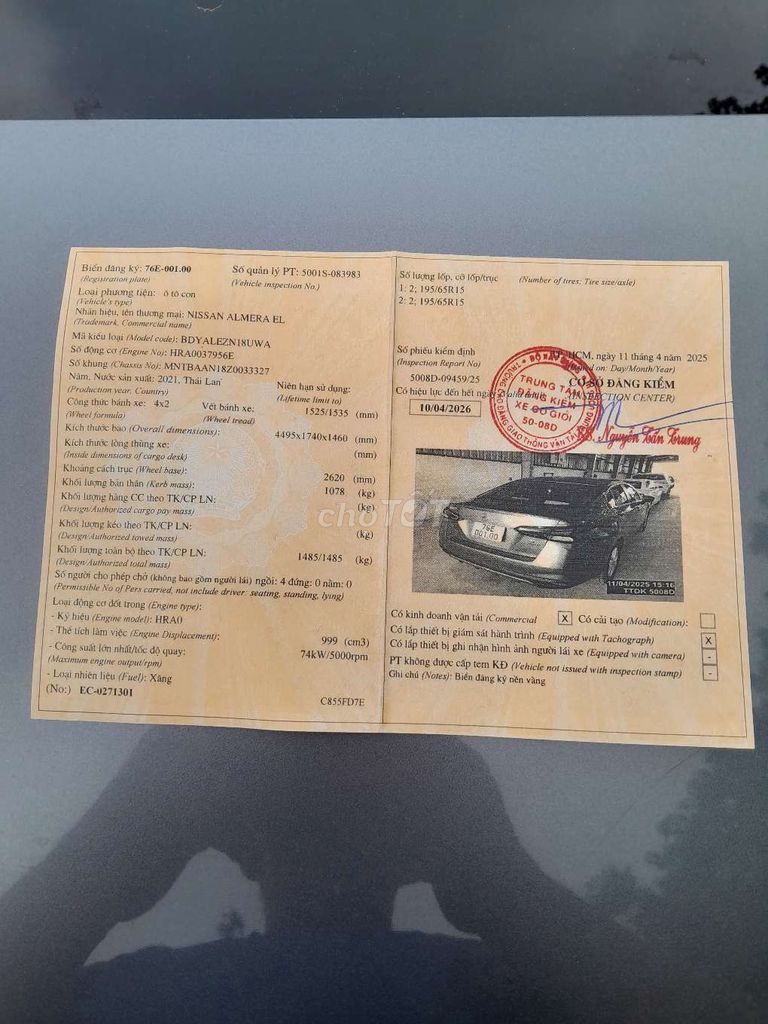 Biển đăng ký: 76E-001.00
(Registration plate)
Số quản lý PT: 5001S-083983
(Vehicle inspection No.)
Loại phương tiện: ô tô con
(Vehicle's type)
Nhãn hiệu, tên thương mại: NISSAN ALMERA EL
(Trademark, Commercial name)
Mã kiểu loại (Model code): BDYALEZN18UWA
Số động cơ (Engine No): HRA0037956E
Số khung (Chassis No): MNTBAAN18Z0033327
Năm, Nước sản xuất: 2021, Thái Lan
(Production year, Country)
Niên hạn sử dụng:
(Lifetime limit to)
Công thức bánh xe: 4x2
(Wheel formula)
Vết bánh xe: 1525/1535 (mm)
(Wheel tread)
Kích thước bao (Overall dimensions): 4495x1740x1460 (mm)
Kích thước lòng thùng xe: (mm)
(Inside dimensions of cargo desk)
Khoảng cách trục (Wheel base): 2620 (mm)
Khối lượng bản thân (Kerb mass): 1078 (kg)
Khối lượng hàng CC theo TK/CP LN: (kg)
(Design/Authorized cargo pay mass)
Khối lượng kéo theo TK/CP LN: (kg)
(Design/Authorized towed mass)
Khối lượng toàn bộ theo TK/CP LN: 1485/1485 (kg)
(Design/Authorized total mass)
Số người cho phép chở (không bao gồm người lái) ngồi: 4 đứng: 0 nằm: 0
(Permissible No of Pers carried, not include driver: seating, standing, lying)
Loại động cơ đốt trong (Engine type):
- Ký hiệu (Engine model): HRA0
- Thể tích làm việc (Engine Displacement): 999 (cm3)
- Công suất lớn nhất/tốc độ quay: 74kW/5000rpm
(Maximum engine output/rpm)
- Loại nhiên liệu (Fuel): Xăng
(No:) EC-0271301
C855FD7E
Số lượng lốp, cỡ lốp/trục (Number of tires: Tire size/axle)
1: 2; 195/65R15
2: 2; 195/65R15
Số phiếu kiểm định
(Inspection Report No)
5008D-09459/25
Có hiệu lực đến hết ngày
10/04/2026
HCM, ngày 11 tháng 4 năm 2025
(Issued on: Day/Month/Year)
CƠ SỞ ĐĂNG KIỂM
(INSPECTION CENTER)
TRUNG TÂM
ĐĂNG KIỂM
XE CƠ GIỚI
50-08D
Nguyễn Tấn Trung
76E
001.00
11/04/2025 15:16
TTDK 5008D
Có kinh doanh vận tải (Commercial X Có cải tạo (Modification):
Có lắp thiết bị giám sát hành trình (Equipped with Tachograph) X
Có lắp thiết bị ghi nhận hình ảnh người lái xe (Equipped with camera) -
PT không được cấp tem KĐ (Vehicle not issued with inspection stamp) -
Ghi chú (Notes): Biển đăng ký nền vàng
chợTỐT